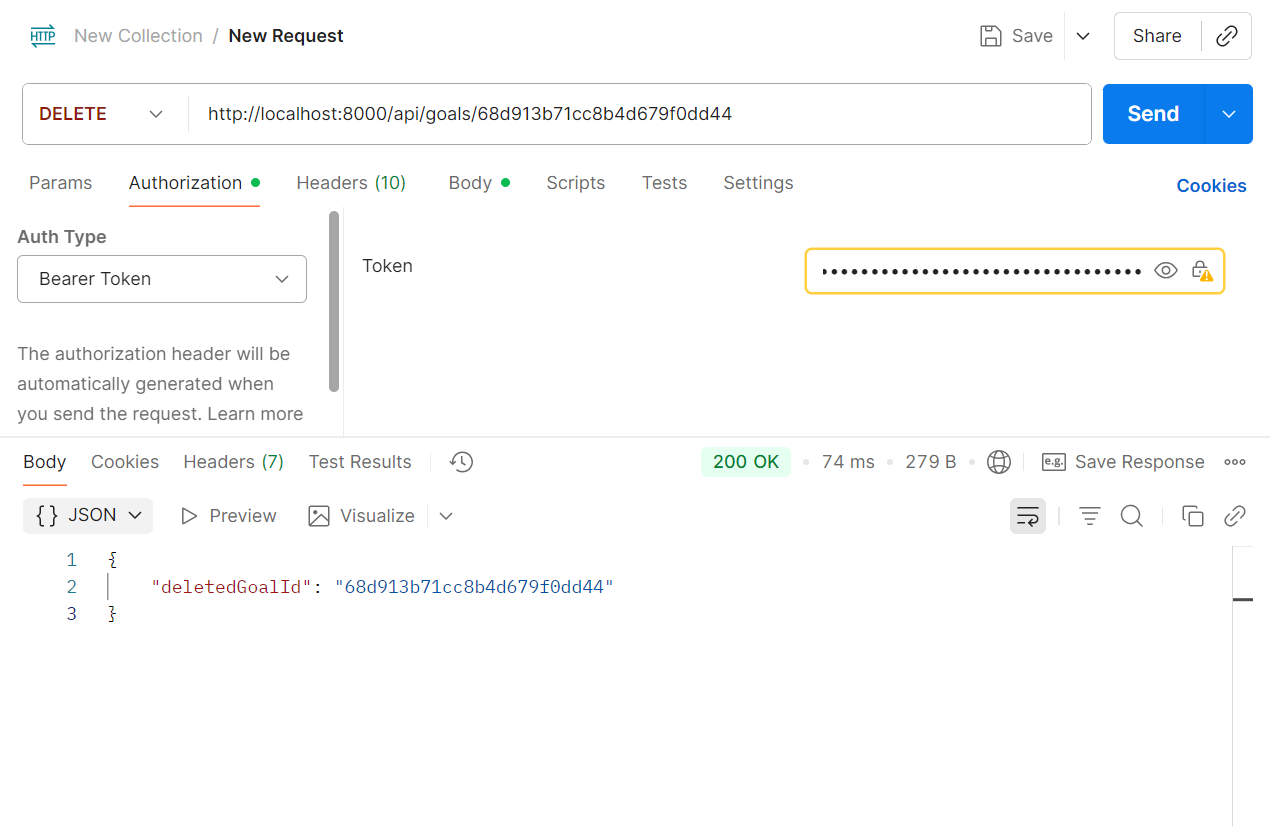 HTTP New Collection / New Request Save Share
DELETE http://localhost:8000/api/goals/68d913b71cc8b4d679f0dd44 Send
Params Authorization Headers (10) Body Scripts Tests Settings Cookies
Auth Type
Bearer Token
Token
The authorization header will be
automatically generated when
you send the request. Learn more
Body Cookies Headers (7) Test Results 200 OK 74 ms 279 B e.g. Save Response
{} JSON Preview Visualize
1 {
2 "deletedGoalId": "68d913b71cc8b4d679f0dd44"
3 }